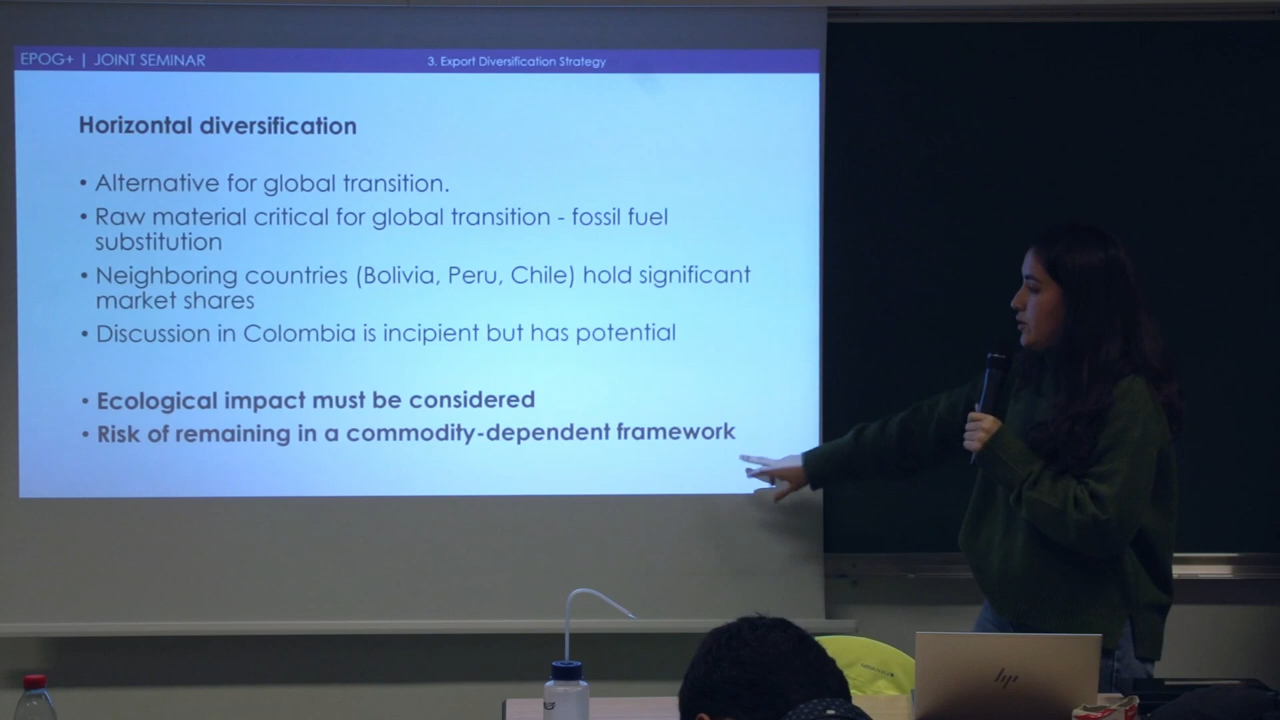 EPOG+ | JOINT SEMINAR
3. Export Diversification Strategy
Horizontal diversification
• Alternative for global transition.
• Raw material critical for global transition - fossil fuel
substitution
• Neighboring countries (Bolivia, Peru, Chile) hold significant
market shares
• Discussion in Colombia is incipient but has potential
• Ecological impact must be considered
• Risk of remaining in a commodity-dependent framework
hp